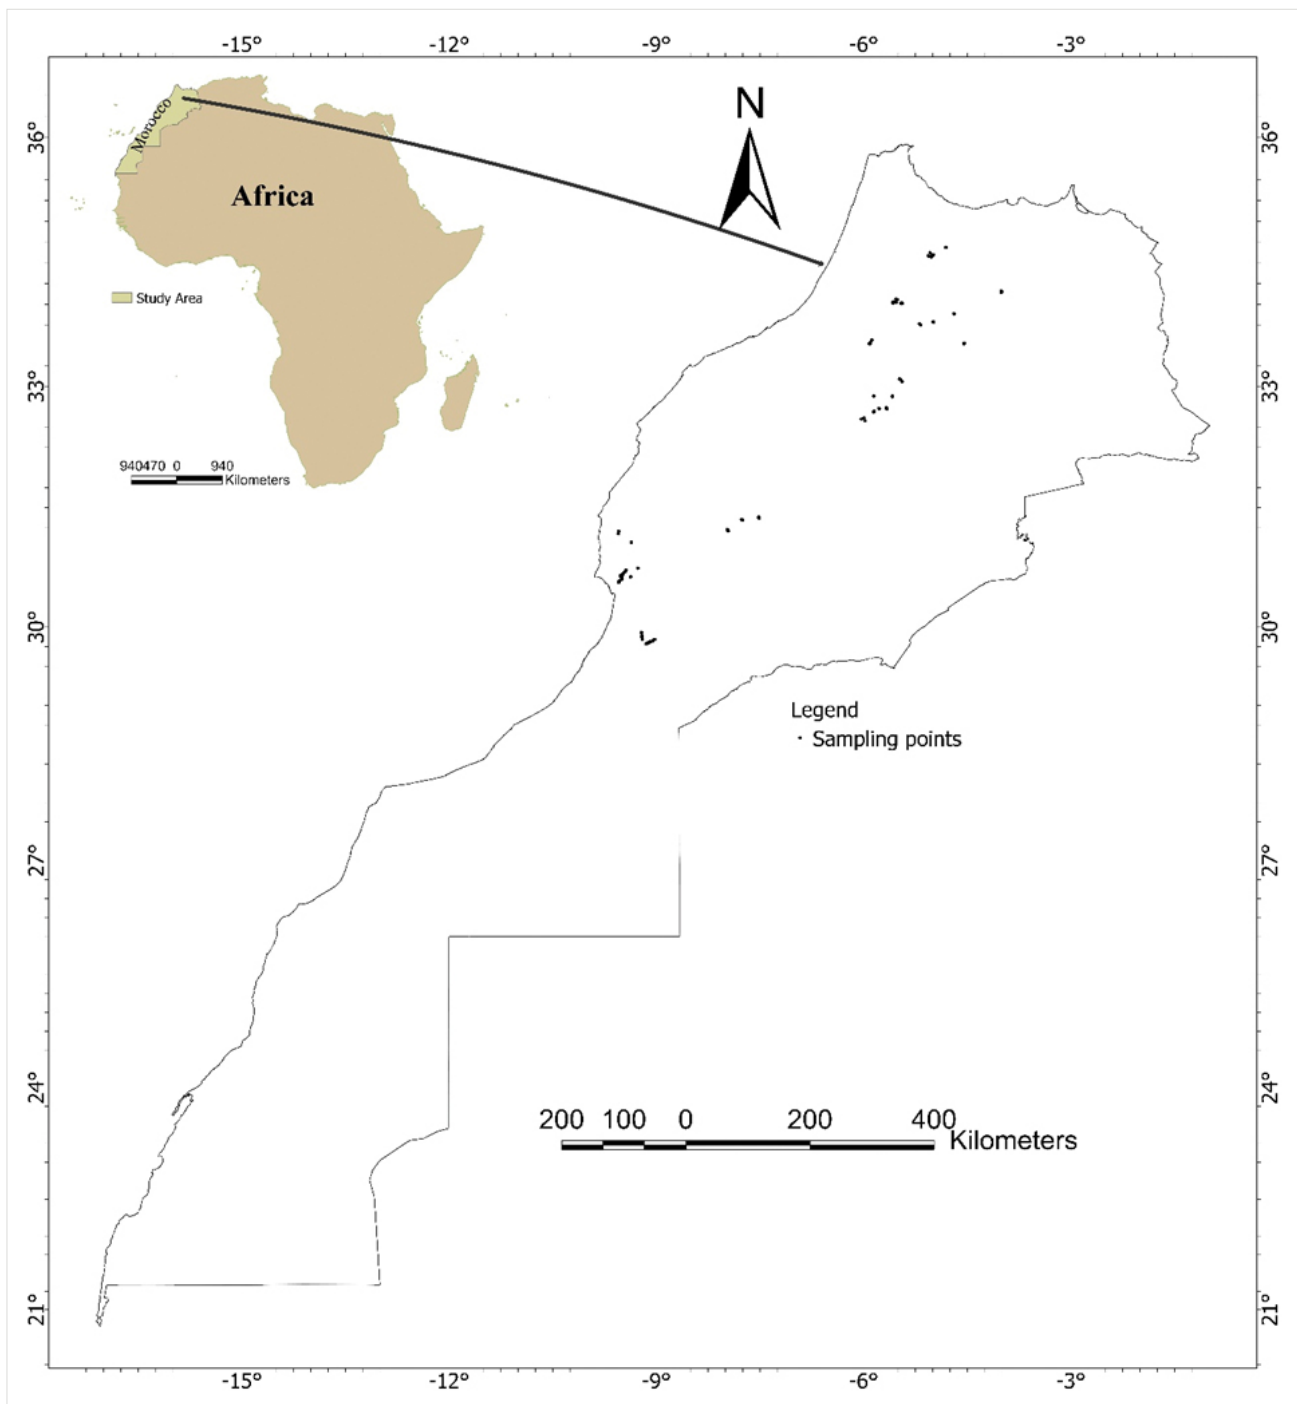 -15° -12° -9° -6° -3°
36° 36°
Morocco
N
Africa
Study Area
33° 33°
940470 0 940
Kilometers
30° 30°
Legend
Sampling points
27° 27°
24° 24°
200 100 0 200 400
Kilometers
21° 21°
-15° -12° -9° -6° -3°